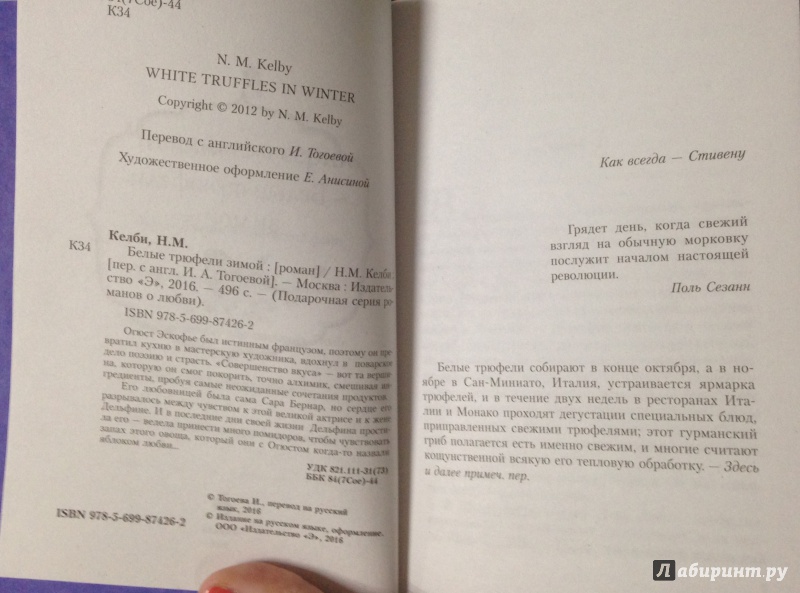 84(7Сое)-44
К34
N. M. Kelby
WHITE TRUFFLES IN WINTER
Copyright © 2012 by N. M. Kelby
Перевод с английского И. Тогоевой
Художественное оформление Е. Анисиной
Келби, Н.М.
К34
Белые трюфели зимой : [роман] / Н.М. Келби ;
[пер. с англ. И. А. Тогоевой]. — Москва : Издатель-
ство «Э», 2016. — 496 с. — (Подарочная серия ро-
манов о любви).
ISBN 978-5-699-87426-2
Огюст Эскофье был истинным французом, поэтому он пре-
вратил кухню в мастерскую художника, вдохнул в поварское
дело поэзию и страсть. «Совершенство вкуса» — вот та верши-
на, которую он смог покорить, точно алхимик, смешивая ин-
гредиенты, пробуя самые неожиданные сочетания продуктов.
Его любовницей была сама Сара Бернар, но сердце его
разрывалось между чувством к этой великой актрисе и к жене
Дельфине. И в последние дни своей жизни Дельфина прости-
ла его — велела принести много помидоров, чтобы чувствовать
запах этого овоща, который они с Огюстом когда-то назвали
яблоком любви...
УДК 821.111-31(73)
ББК 84(7Сое)-44
© Тогоева И., перевод на русский
язык, 2016
© Издание на русском языке, оформление.
ООО «Издательство «Э», 2016
ISBN 978-5-699-87426-2
Как всегда — Стивену
Грядет день, когда свежий
взгляд на обычную морковку
послужит началом настоящей
революции.
Поль Сезанн
Белые трюфели собирают в конце октября, а в но-
ябре в Сан-Миниато, Италия, устраивается ярмарка
трюфелей, и в течение двух недель в ресторанах Ита-
лии и Монако проходят дегустации специальных блюд,
приправленных свежими трюфелями; этот гурманский
гриб полагается есть именно свежим, и многие считают
кощунственной всякую его тепловую обработку. — Здесь
и далее примеч. пер.
Лабиринт.ру